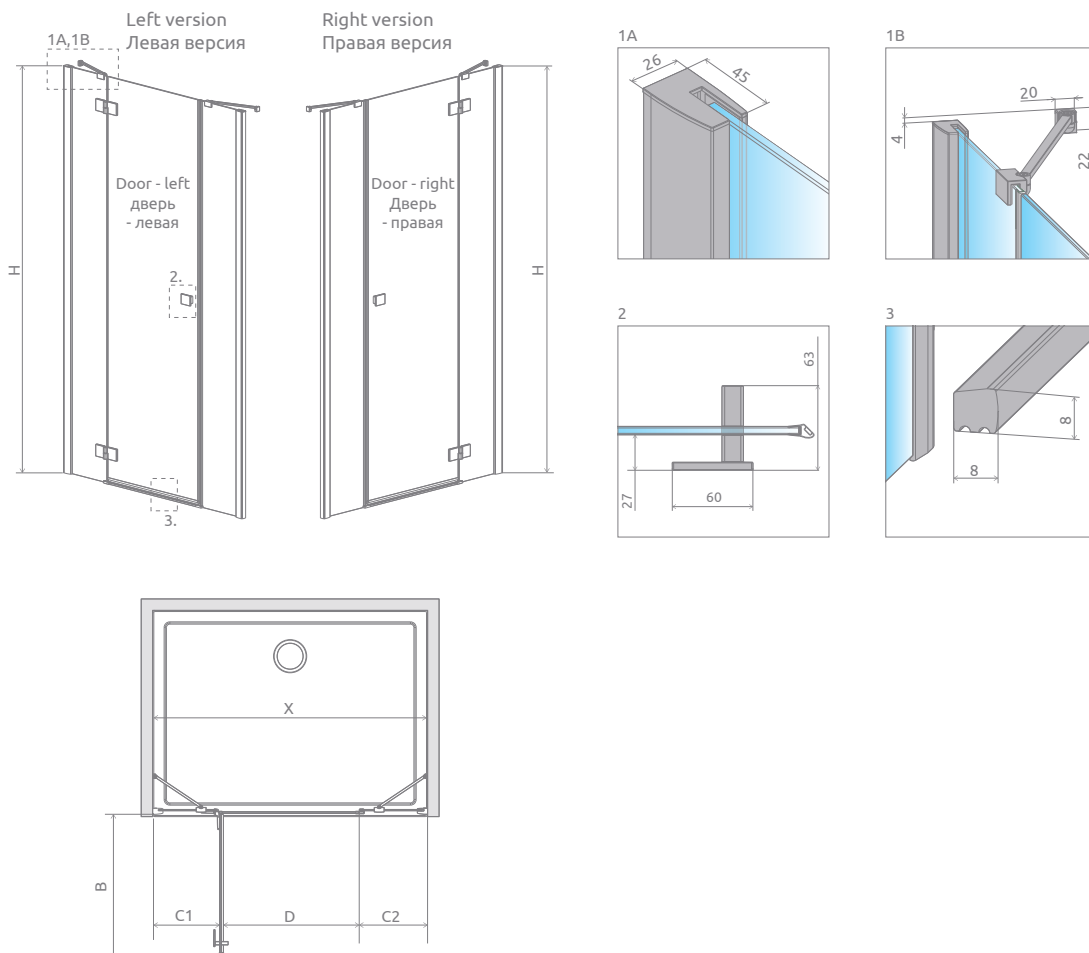 Left version
Левая версия
Right version
Правая версия
1A,1B
H
Door - left
дверь
- левая
2.
3.
Door - right
Дверь
- правая
H
1A
26
45
1B
20
4
22
2
63
27
60
3
8
8
X
B
C1
D
C2